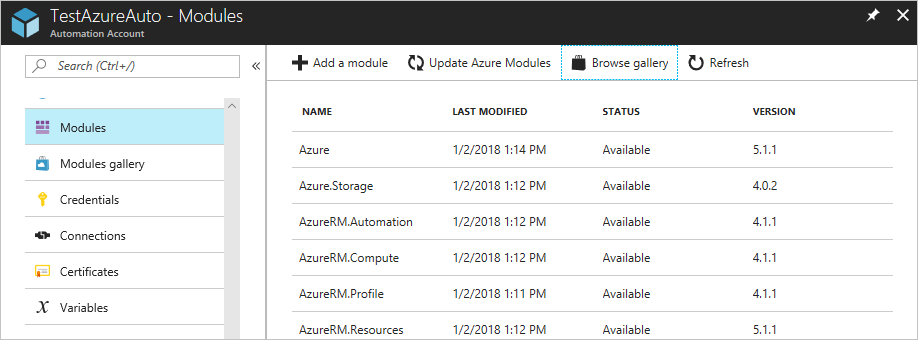 TestAzureAuto - Modules
Automation Account
Search (Ctrl+/)
Modules
Modules gallery
Credentials
Connections
Certificates
Variables
Add a module Update Azure Modules Browse gallery Refresh
NAME LAST MODIFIED STATUS VERSION
Azure 1/2/2018 1:14 PM Available 5.1.1
Azure.Storage 1/2/2018 1:12 PM Available 4.0.2
AzureRM.Automation 1/2/2018 1:12 PM Available 4.1.1
AzureRM.Compute 1/2/2018 1:12 PM Available 4.1.1
AzureRM.Profile 1/2/2018 1:11 PM Available 4.1.1
AzureRM.Resources 1/2/2018 1:12 PM Available 5.1.1